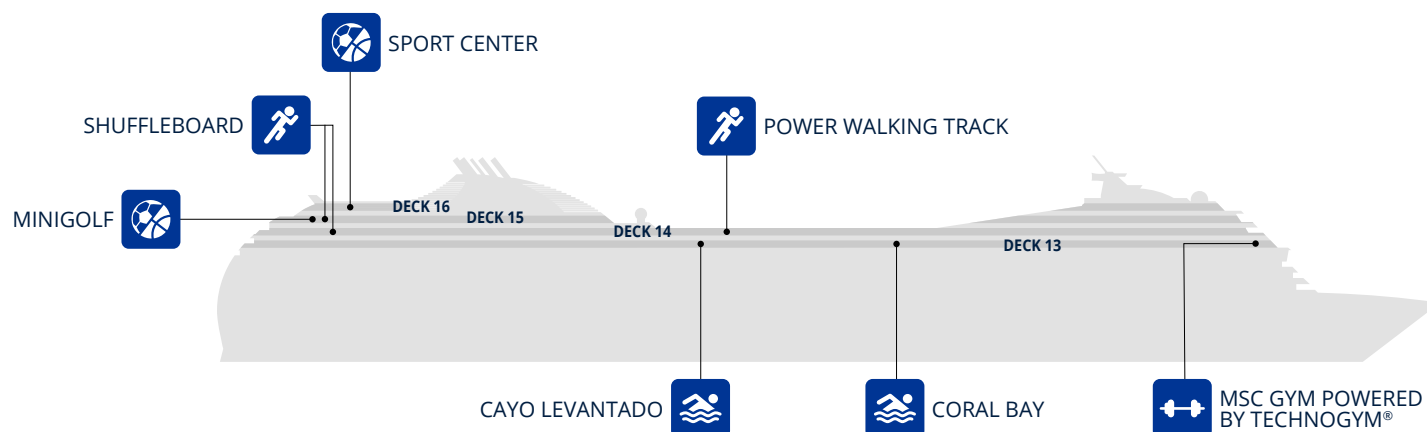 SPORT CENTER
SHUFFLEBOARD
POWER WALKING TRACK
MINIGOLF
DECK 16
DECK 15
DECK 14
DECK 13
CAYO LEVANTADO
CORAL BAY
MSC GYM POWERED
BY TECHNOGYM®